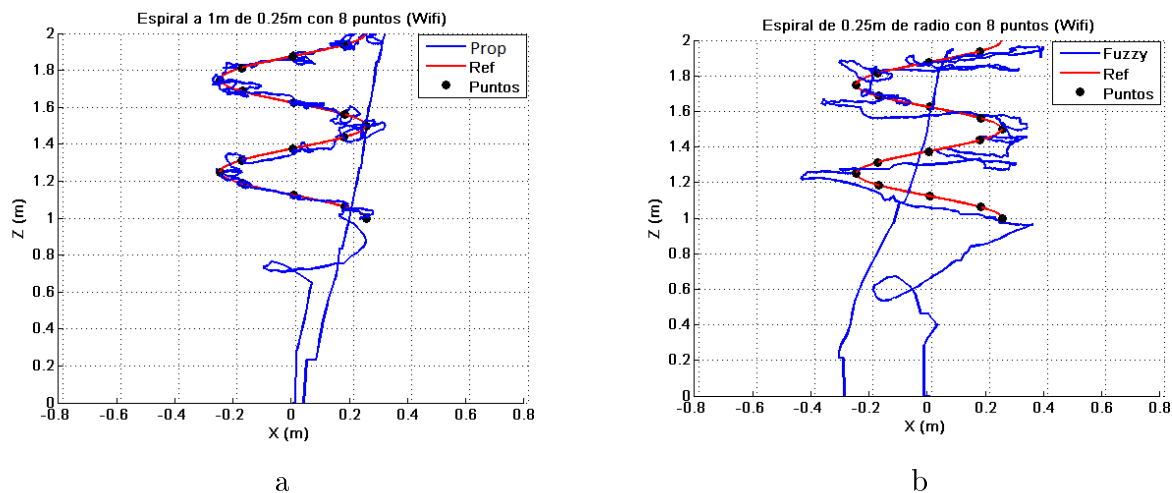 Espiral a 1m de 0.25m con 8 puntos (Wifi)
Prop
Ref
Puntos
2
1.8
1.6
1.4
1.2
1
0.8
0.6
0.4
0.2
0
Z (m)
-0.8
-0.6
-0.4
-0.2
0
0.2
0.4
0.6
0.8
X (m)
a
Espiral de 0.25m de radio con 8 puntos (Wifi)
Fuzzy
Ref
Puntos
2
1.8
1.6
1.4
1.2
1
0.8
0.6
0.4
0.2
0
Z (m)
-0.8
-0.6
-0.4
-0.2
0
0.2
0.4
0.6
0.8
X (m)
b